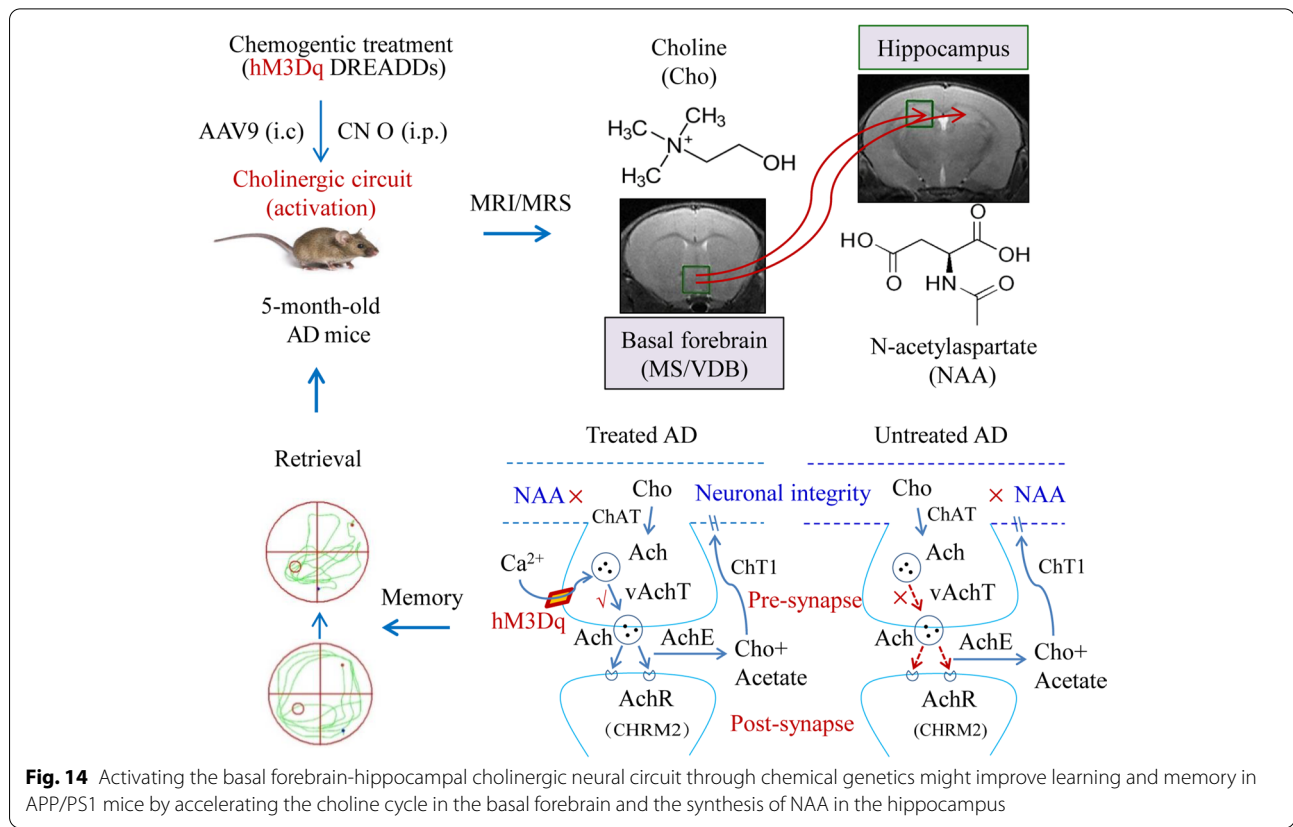 Chemogentic treatment
(hM3Dq DREADDs)
AAV9 (i.c)
CN O (i.p.)
Cholinergic circuit
(activation)
5-month-old
AD mice
MRI/MRS
Choline
(Cho)
H₃C
CH₃
N⁺
H₃C
OH
Basal forebrain
(MS/VDB)
Hippocampus
O
HO
O
OH
HN
O
N-acetylaspartate
(NAA)
Retrieval
Memory
Treated AD
NAA ×
Cho
ChAT
Ach
Ca²⁺
√
vAchT
hM3Dq
Ach
AchE
ChT1
Cho+
Acetate
AchR
(CHRM2)
Neuronal integrity
Pre-synapse
Post-synapse
Untreated AD
Cho
× NAA
ChAT
Ach
×
vAchT
ChT1
Ach
AchE
Cho+
Acetate
AchR
(CHRM2)
Fig. 14 Activating the basal forebrain-hippocampal cholinergic neural circuit through chemical genetics might improve learning and memory in
APP/PS1 mice by accelerating the choline cycle in the basal forebrain and the synthesis of NAA in the hippocampus